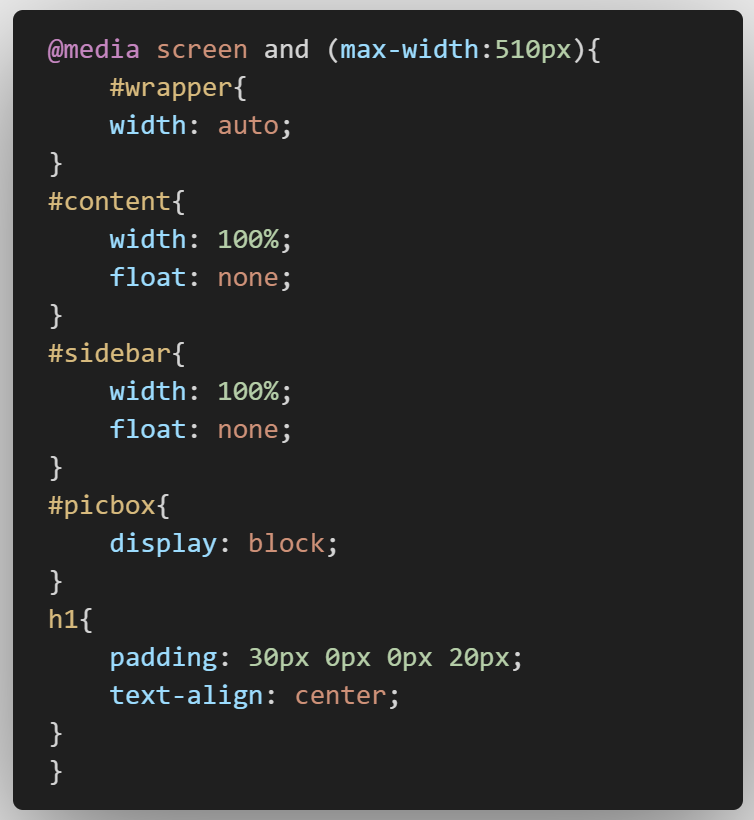 @media screen and (max-width:510px){
    #wrapper{
    width: auto;
}
#content{
    width: 100%;
    float: none;
}
#sidebar{
    width: 100%;
    float: none;
}
#picbox{
    display: block;
}
h1{
    padding: 30px 0px 0px 20px;
    text-align: center;
}
}